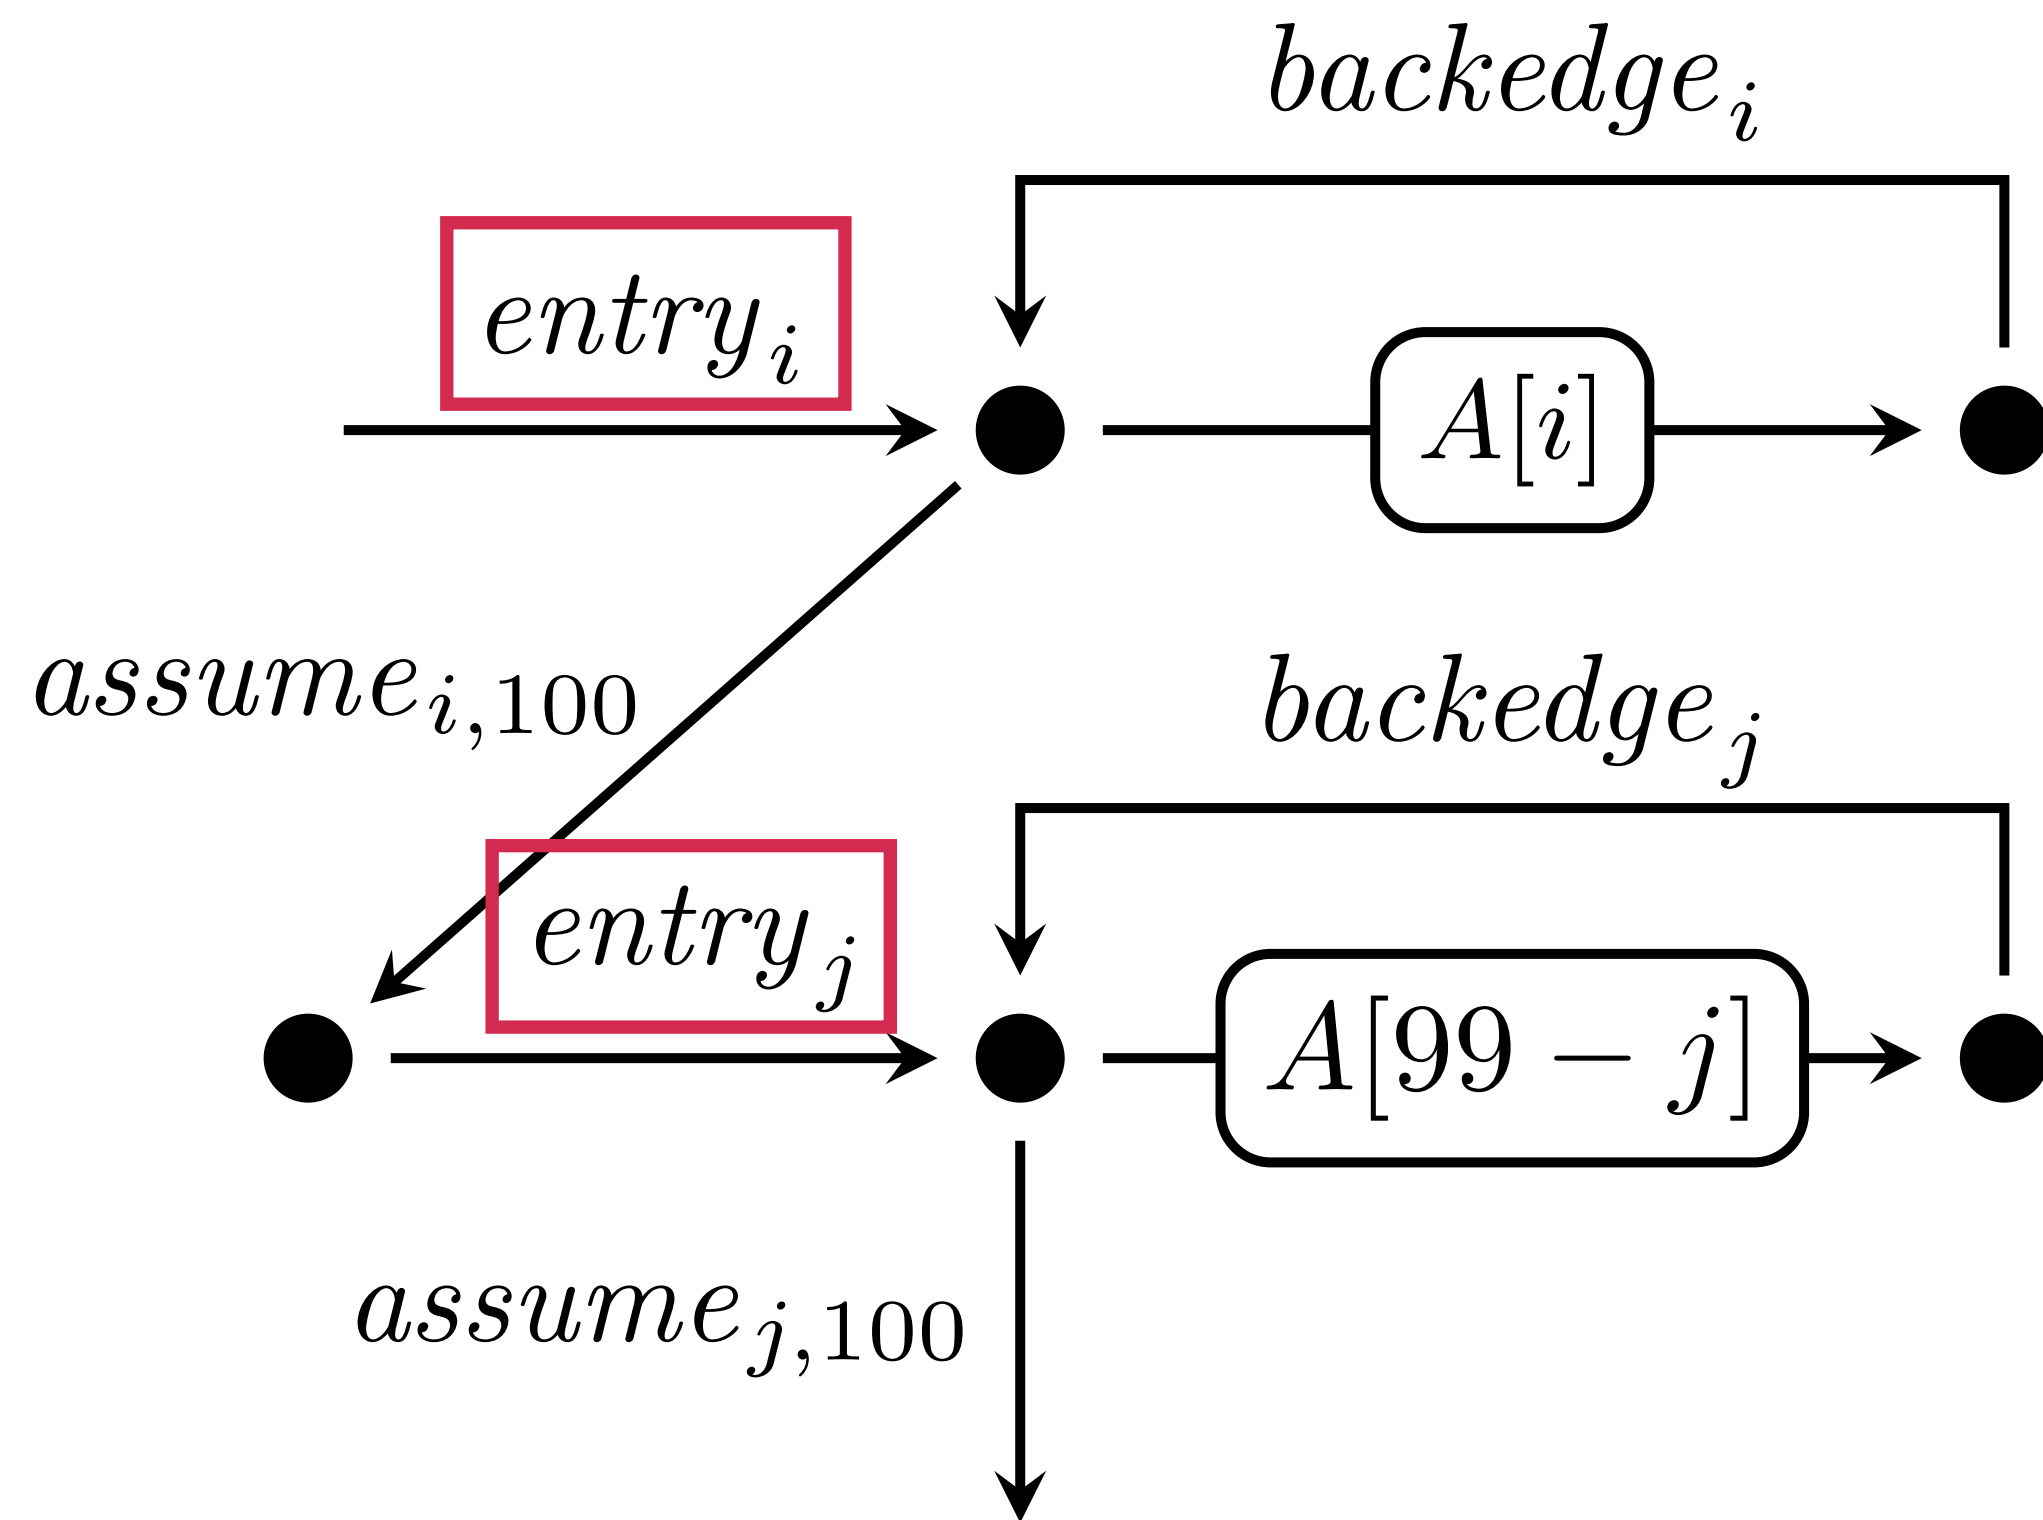 backedge_i
entry_i
A[i]
assume_{i,100}
backedge_j
entry_j
A[99 − j]
assume_{j,100}